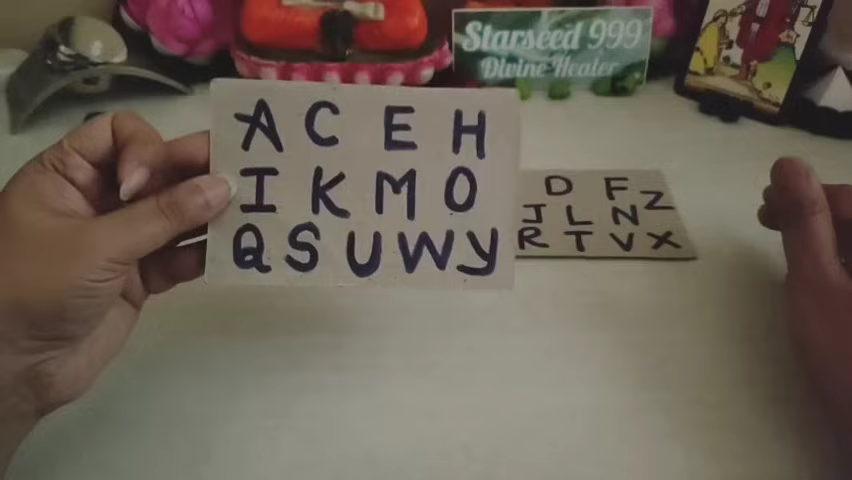 Starseed 999
Divine Healer
A C E H
I K M O
Q S U W Y
D F Z
J L N
R T V X